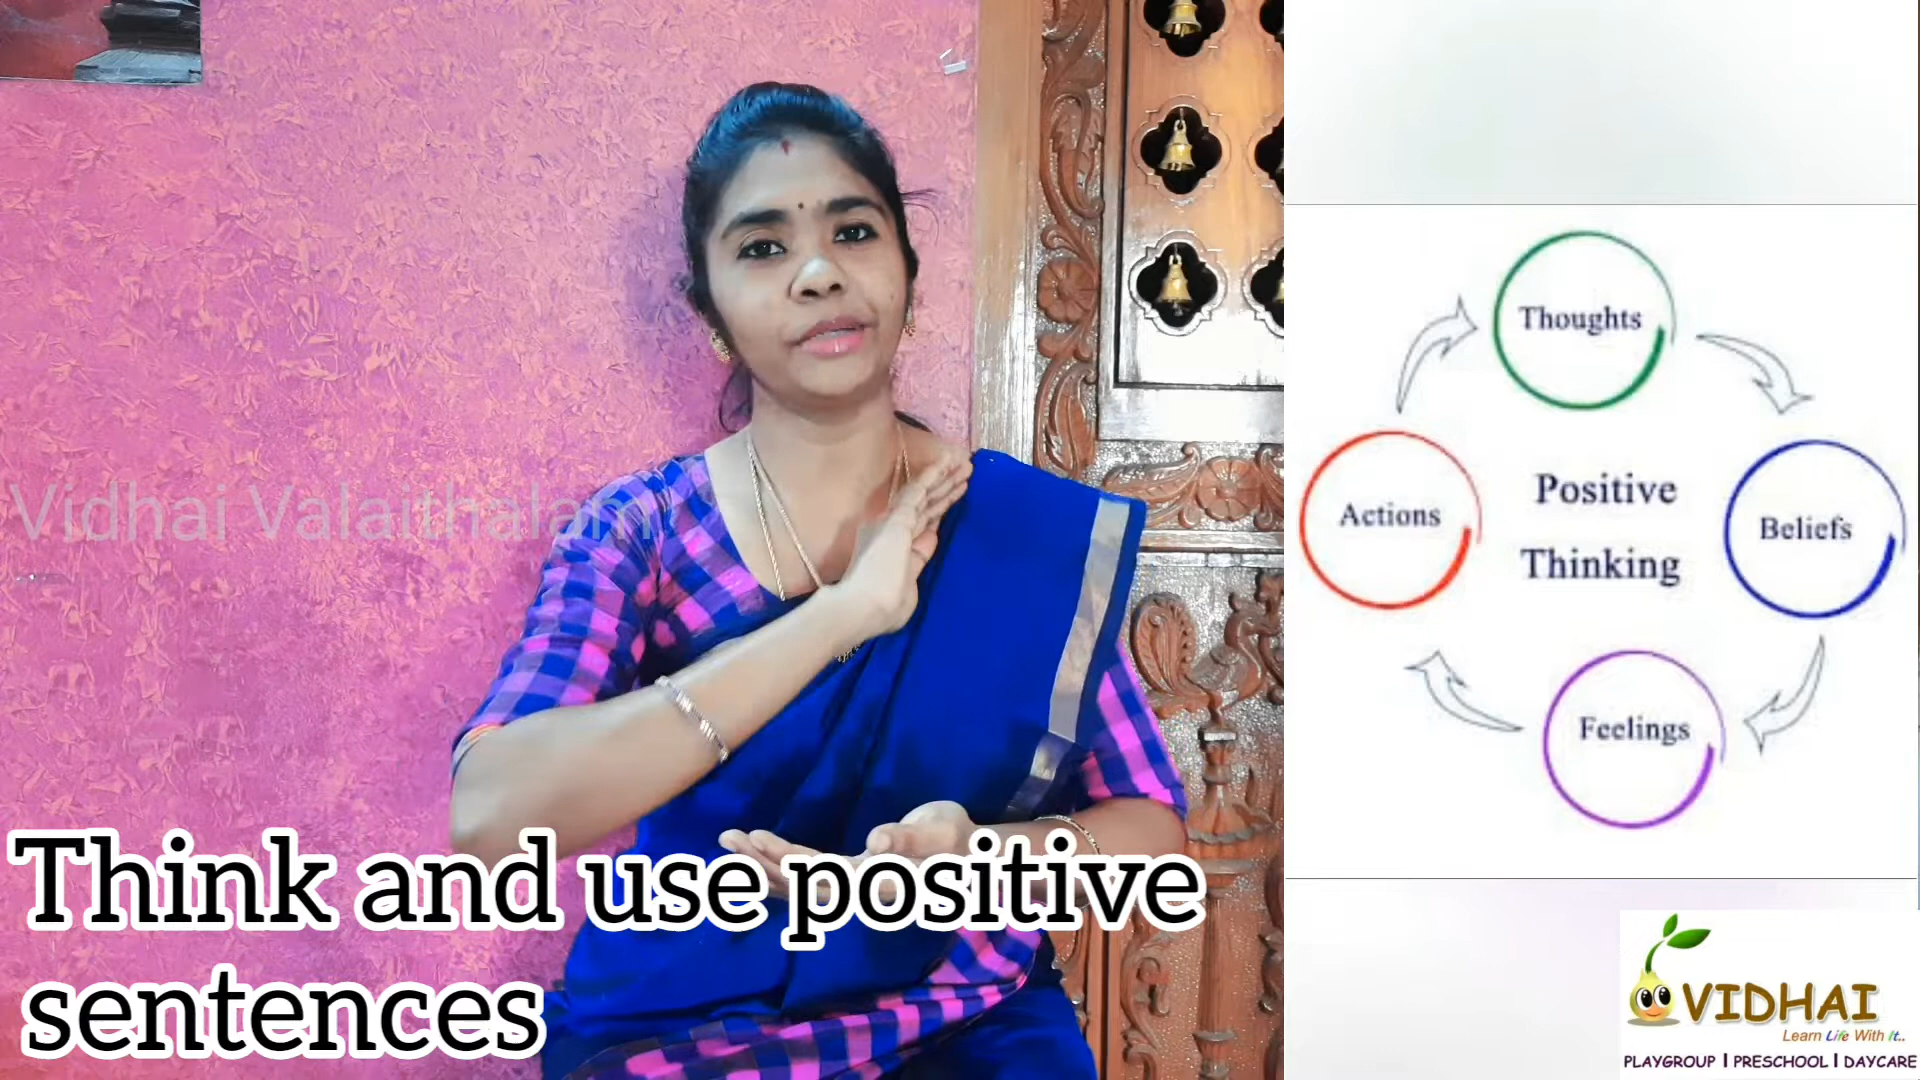 Vidhai Valaithalam
Think and use positive
sentences
Thoughts
Actions
Positive
Thinking
Beliefs
Feelings
VIDHAI
Learn Life With It..
PLAYGROUP I PRESCHOOL I DAYCARE